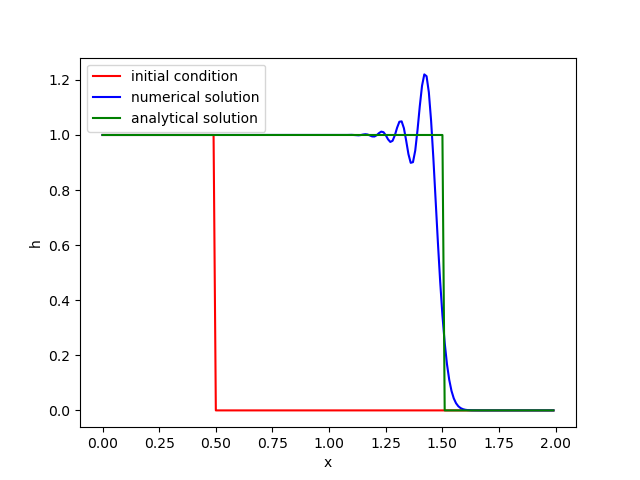 initial condition
numerical solution
analytical solution
1.2
1.0
0.8
0.6
0.4
0.2
0.0
h
0.00 0.25 0.50 0.75 1.00 1.25 1.50 1.75 2.00
x